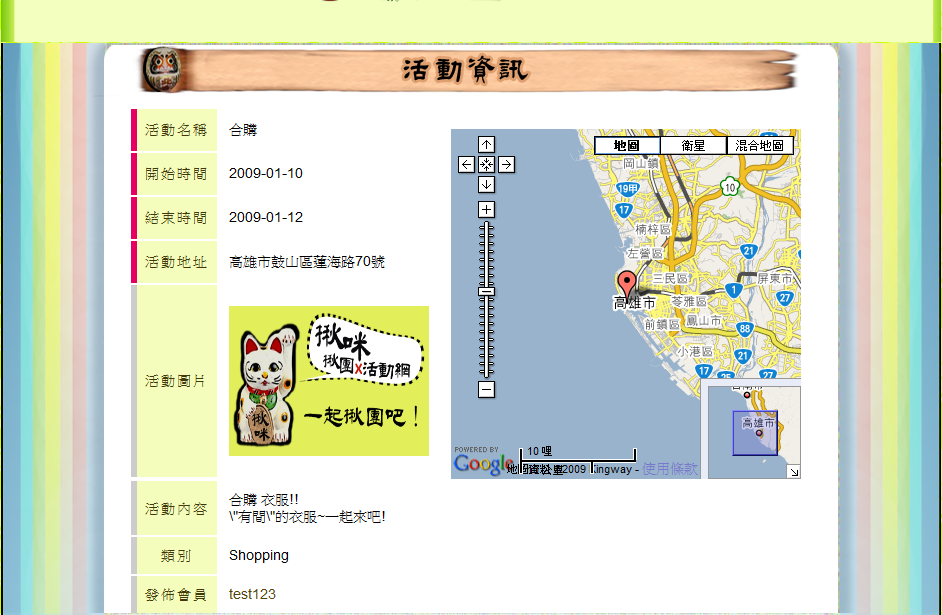 活動資訊
活動名稱 合購
開始時間 2009-01-10
結束時間 2009-01-12
活動地址 高雄市鼓山區蓮海路70號
活動圖片
揪咪
揪團x活動網
一起揪團吧！
揪
咪
地圖 衛星 混合地圖
岡山鎮
19甲
10
17
楠梓區
左營區
21
三民區
屏東市
1
27
高雄市
苓雅區
前鎮區
鳳山市
88
小港區
21
17
25
27
高雄市
10 哩
POWERED BY
Google
2009 Kingway - 使用條款
活動內容 合購 衣服!!
\"有間\"的衣服~一起來吧!
類別 Shopping
發佈會員 test123